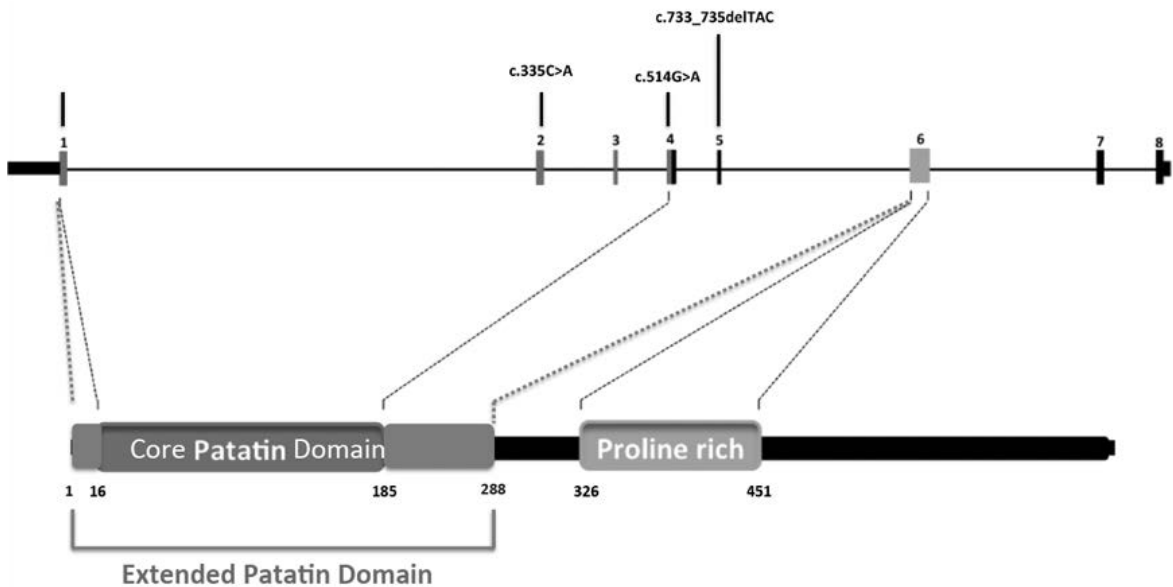 c.733_735delTAC
c.335C>A
c.514G>A
1 2 3 4 5 6 7 8
Core Patatin Domain
Proline rich
1 16 185 288 326 451
Extended Patatin Domain